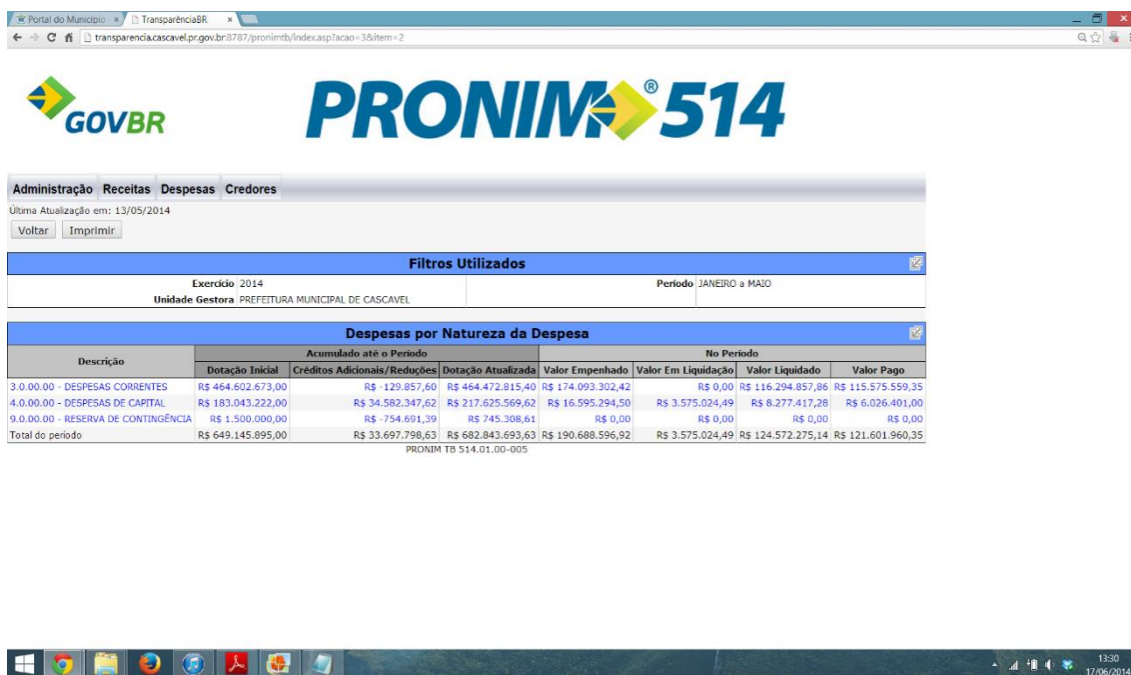 Portal do Município
TransparênciaBR
transparencia.cascavel.pr.gov.br:8787/pronimtb/index.asp?acao=3&item=2
GOVBR
PRONIM®514
Administração Receitas Despesas Credores
Última Atualização em: 13/05/2014
Voltar Imprimir
Filtros Utilizados
Exercício 2014 Período JANEIRO a MAIO
Unidade Gestora PREFEITURA MUNICIPAL DE CASCAVEL
Despesas por Natureza da Despesa
Descrição Acumulado até o Período No Período
Dotação Inicial Créditos Adicionais/Reduções Dotação Atualizada Valor Empenhado Valor Em Liquidação Valor Liquidado Valor Pago
3.0.00.00 - DESPESAS CORRENTES R$ 464.602.673,00 R$ -129.857,60 R$ 464.472.815,40 R$ 174.093.302,42 R$ 0,00 R$ 116.294.857,86 R$ 115.575.559,35
4.0.00.00 - DESPESAS DE CAPITAL R$ 183.043.222,00 R$ 34.582.347,62 R$ 217.625.569,62 R$ 16.595.294,50 R$ 3.575.024,49 R$ 8.277.417,28 R$ 6.026.401,00
9.0.00.00 - RESERVA DE CONTINGÊNCIA R$ 1.500.000,00 R$ -754.691,39 R$ 745.308,61 R$ 0,00 R$ 0,00 R$ 0,00 R$ 0,00
Total do período R$ 649.145.895,00 R$ 33.697.798,63 R$ 682.843.693,63 R$ 190.688.596,92 R$ 3.575.024,49 R$ 124.572.275,14 R$ 121.601.960,35
PRONIM TB 514.01.00-005
13:30
17/06/2014